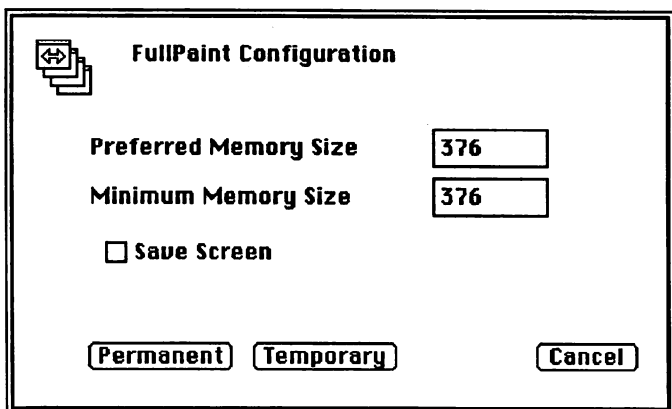 FullPaint Configuration
Preferred Memory Size 376
Minimum Memory Size 376
Save Screen
Permanent Temporary Cancel